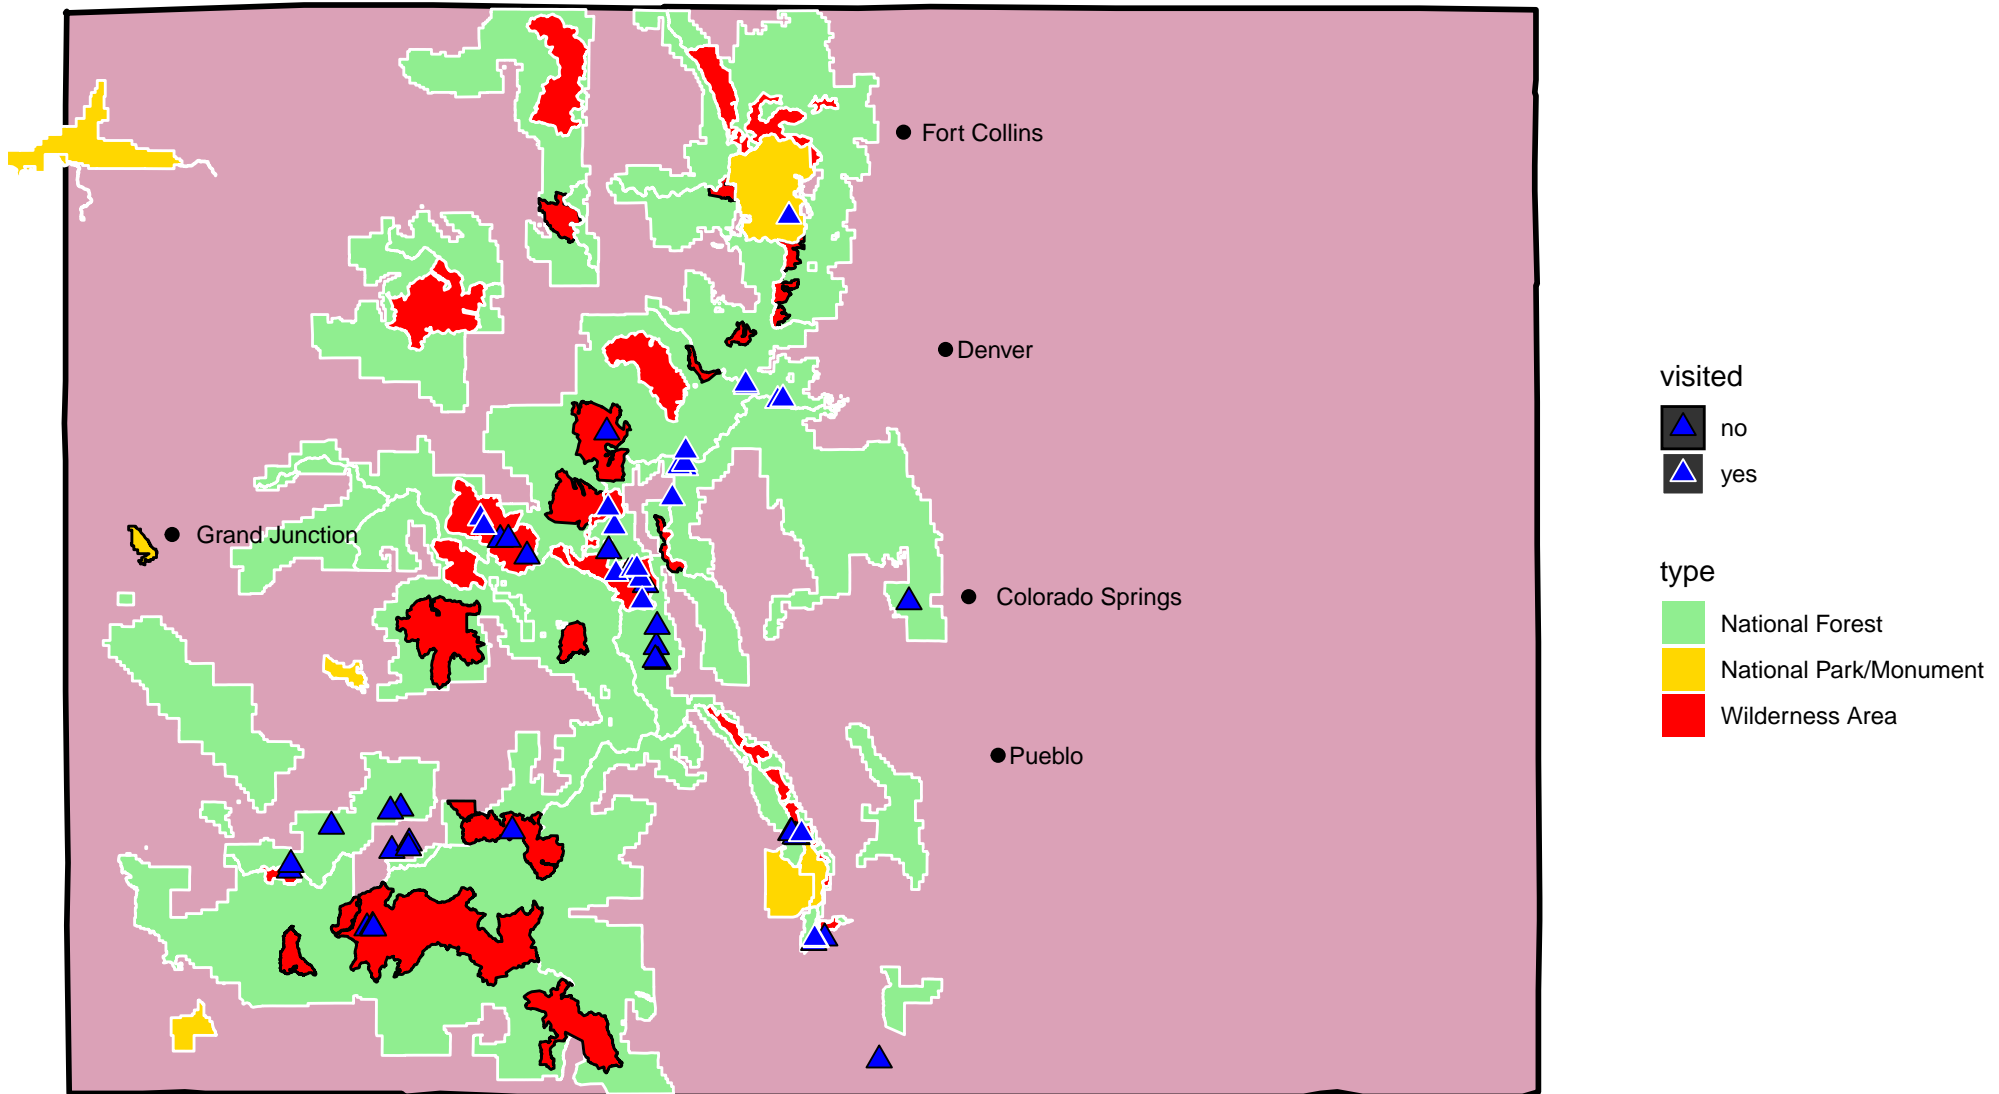 Fort Collins
Denver
Grand Junction
Colorado Springs
Pueblo
visited
no
yes
type
National Forest
National Park/Monument
Wilderness Area